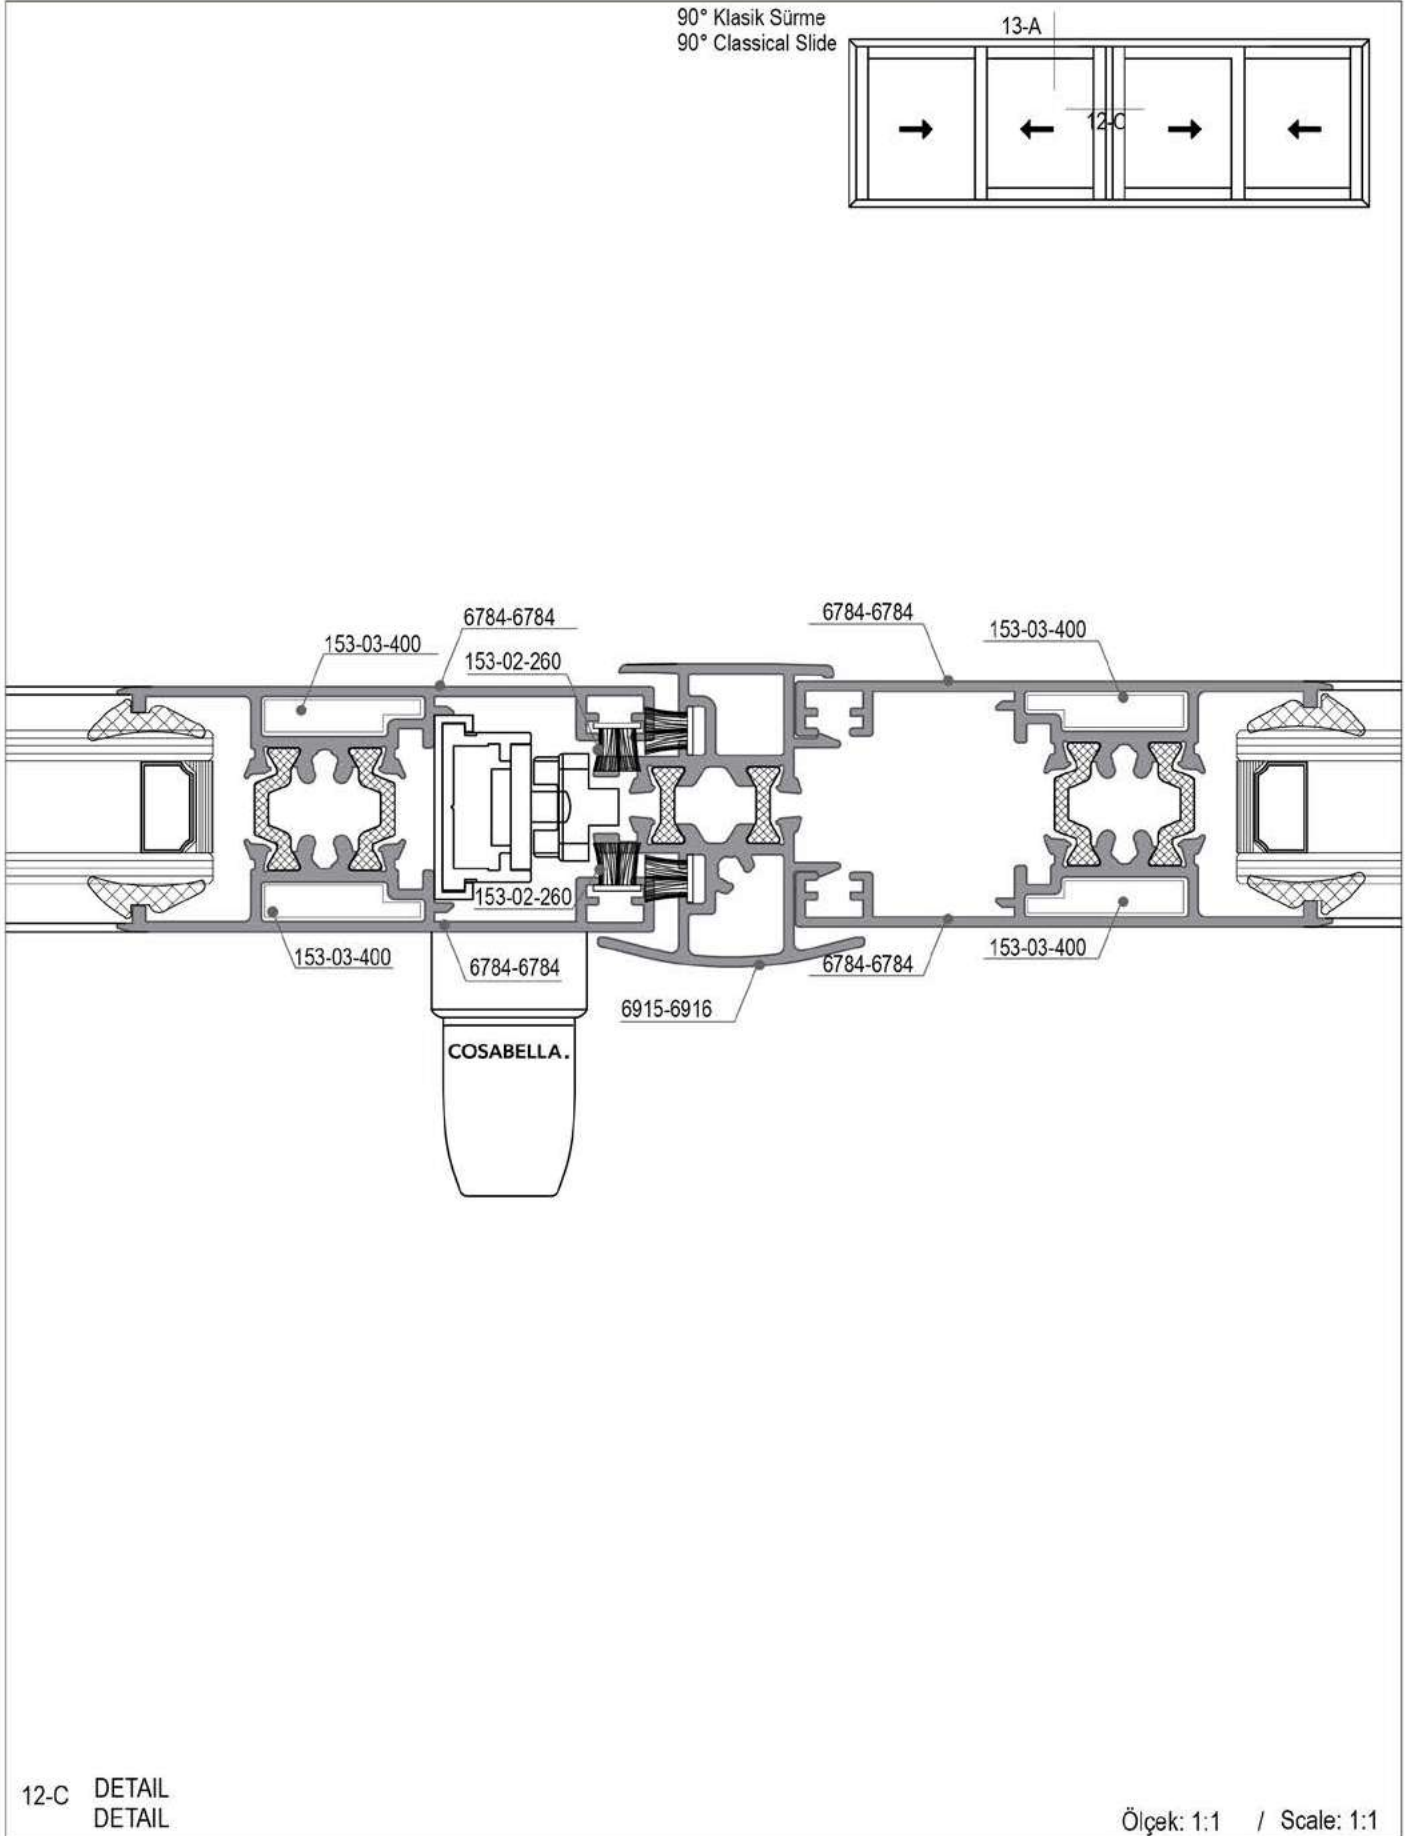 90° Klasik Sürme
90° Classical Slide
13-A
12-C
6784-6784
6784-6784
153-03-400
153-03-400
153-02-260
153-02-260
153-03-400
6784-6784
6784-6784
153-03-400
6915-6916
COSABELLA.
12-C DETAIL
DETAIL
Ölçek: 1:1 / Scale: 1:1